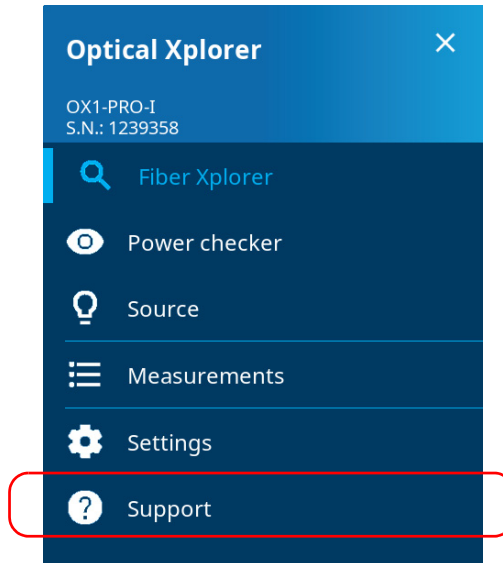 Optical Xplorer
OX1-PRO-I
S.N.: 1239358
Fiber Xplorer
Power checker
Source
Measurements
Settings
Support